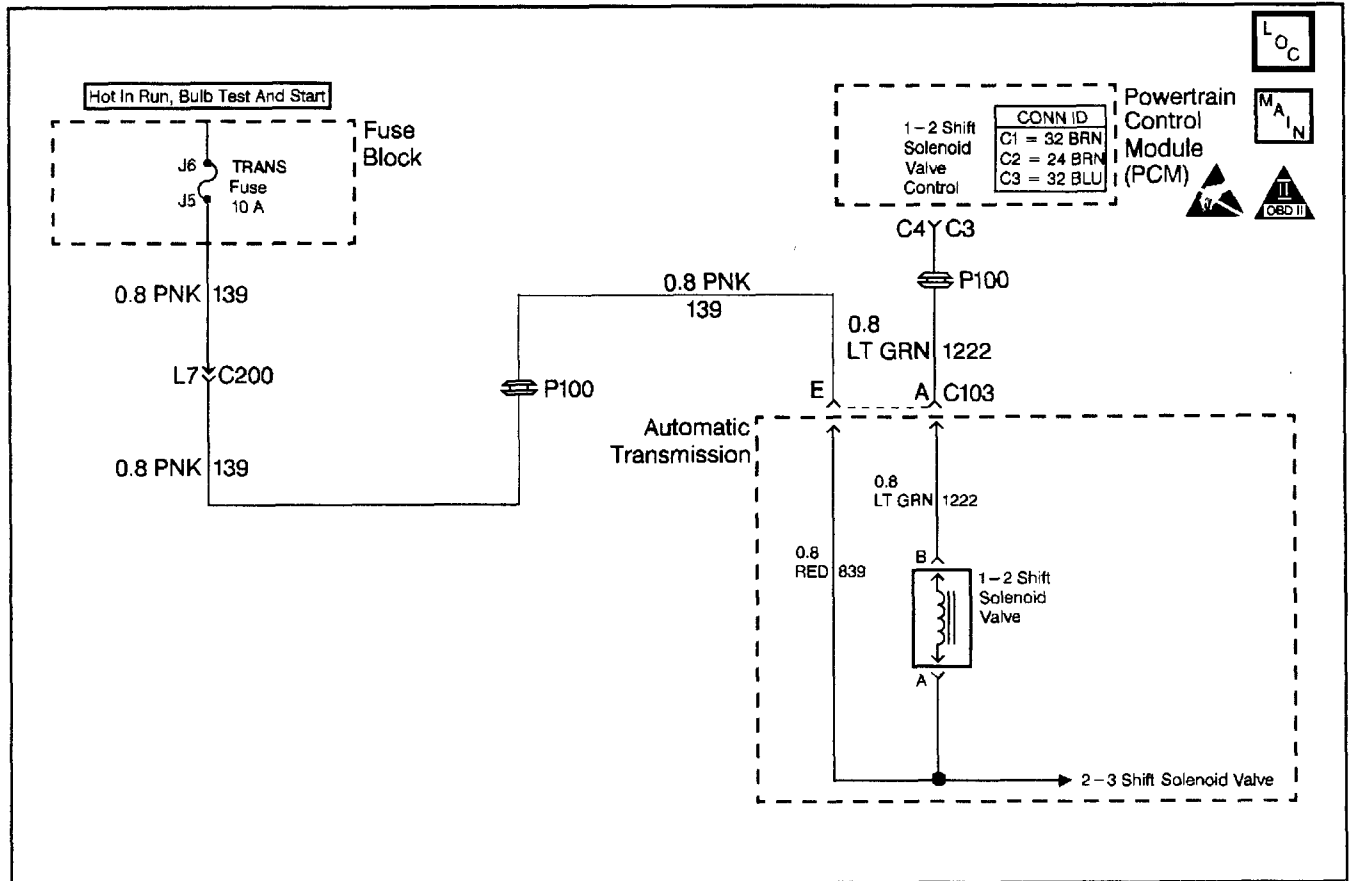 Hot In Run, Bulb Test And Start
Fuse
Block
J6
J5
TRANS
Fuse
10 A
0.8 PNK 139
L7 C200
0.8 PNK 139
P100
0.8 PNK
139
1-2 Shift
Solenoid
Valve
Control
CONN ID
C1 = 32 BRN
C2 = 24 BRN
C3 = 32 BLU
Powertrain
Control
Module
(PCM)
LOC
MAIN
II
OBD II
C4 C3
P100
0.8
LT GRN 1222
E A C103
Automatic
Transmission
0.8
LT GRN 1222
0.8
RED 839
B
1-2 Shift
Solenoid
Valve
A
2-3 Shift Solenoid Valve